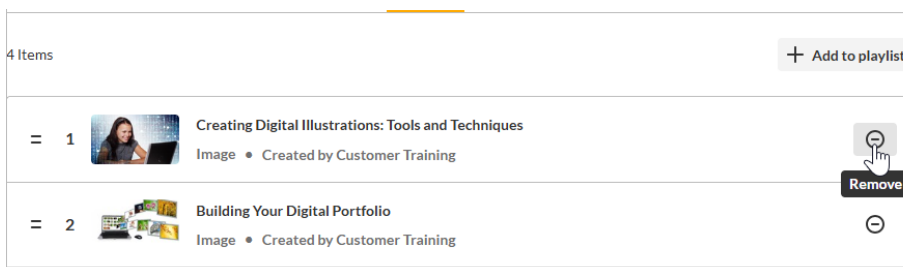 4 Items
+ Add to playlist
= 1
Creating Digital Illustrations: Tools and Techniques
Image • Created by Customer Training
Remove
= 2
Building Your Digital Portfolio
Image • Created by Customer Training